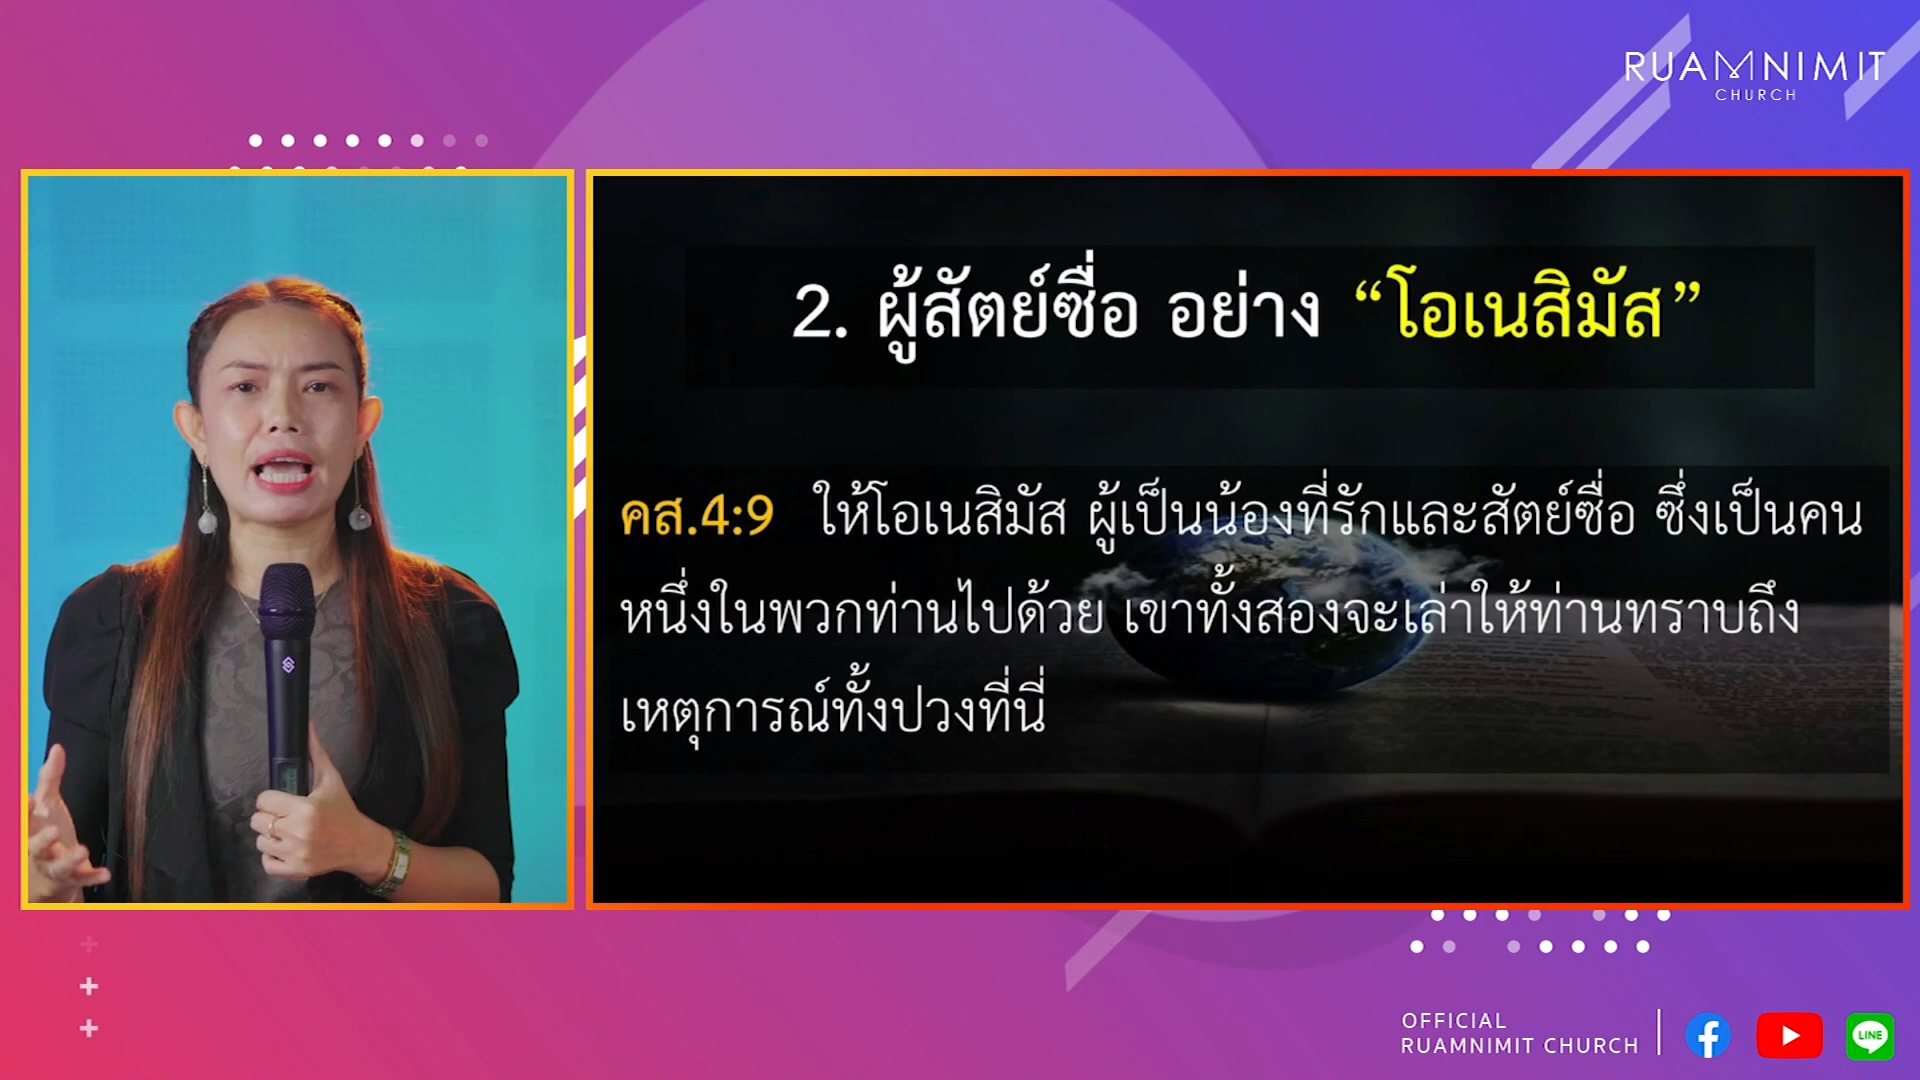 RUAMNIMIT
CHURCH
2. ผู้สัตย์ซื่อ อย่าง “โอเนสิมัส”
คส.4:9 ให้โอเนสิมัส ผู้เป็นน้องที่รักและสัตย์ซื่อ ซึ่งเป็นคน
หนึ่งในพวกท่านไปด้วย เขาทั้งสองจะเล่าให้ท่านทราบถึง
เหตุการณ์ทั้งปวงที่นี่
OFFICIAL
RUAMNIMIT CHURCH
LINE